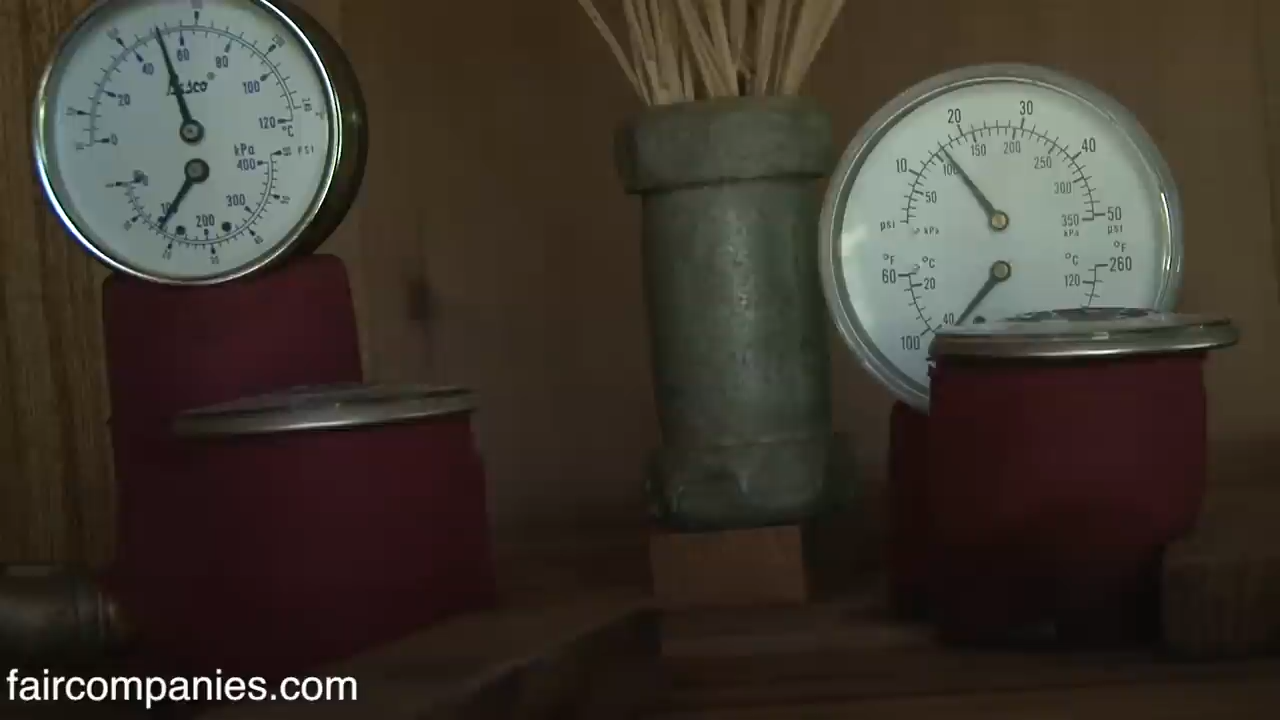 40 60 80
20 100
0 120
°C
kPa PSI
400
300
200
20 30
10 40
100 150 200 250
50 300
psi kPa 350 50
kPa psi
°F °C °C °F
60 20 120 260
40
100
faircompanies.com